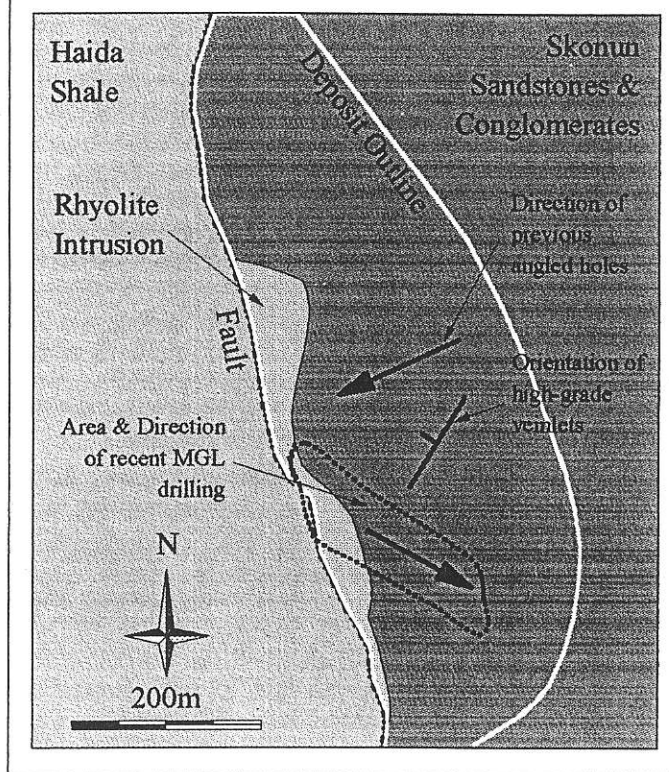 Haida
Shale
Skonun
Sandstones &
Conglomerates
Deposit Outline
Rhyolite
Intrusion
Direction of
previous
angled holes
Fault
Orientation of
high-grade
veinlets
Area & Direction
of recent MGL
drilling
N
200m